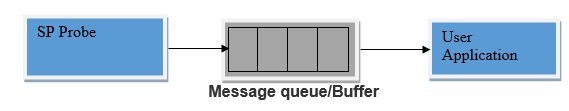 SP Probe
User
Application
Message queue/Buffer